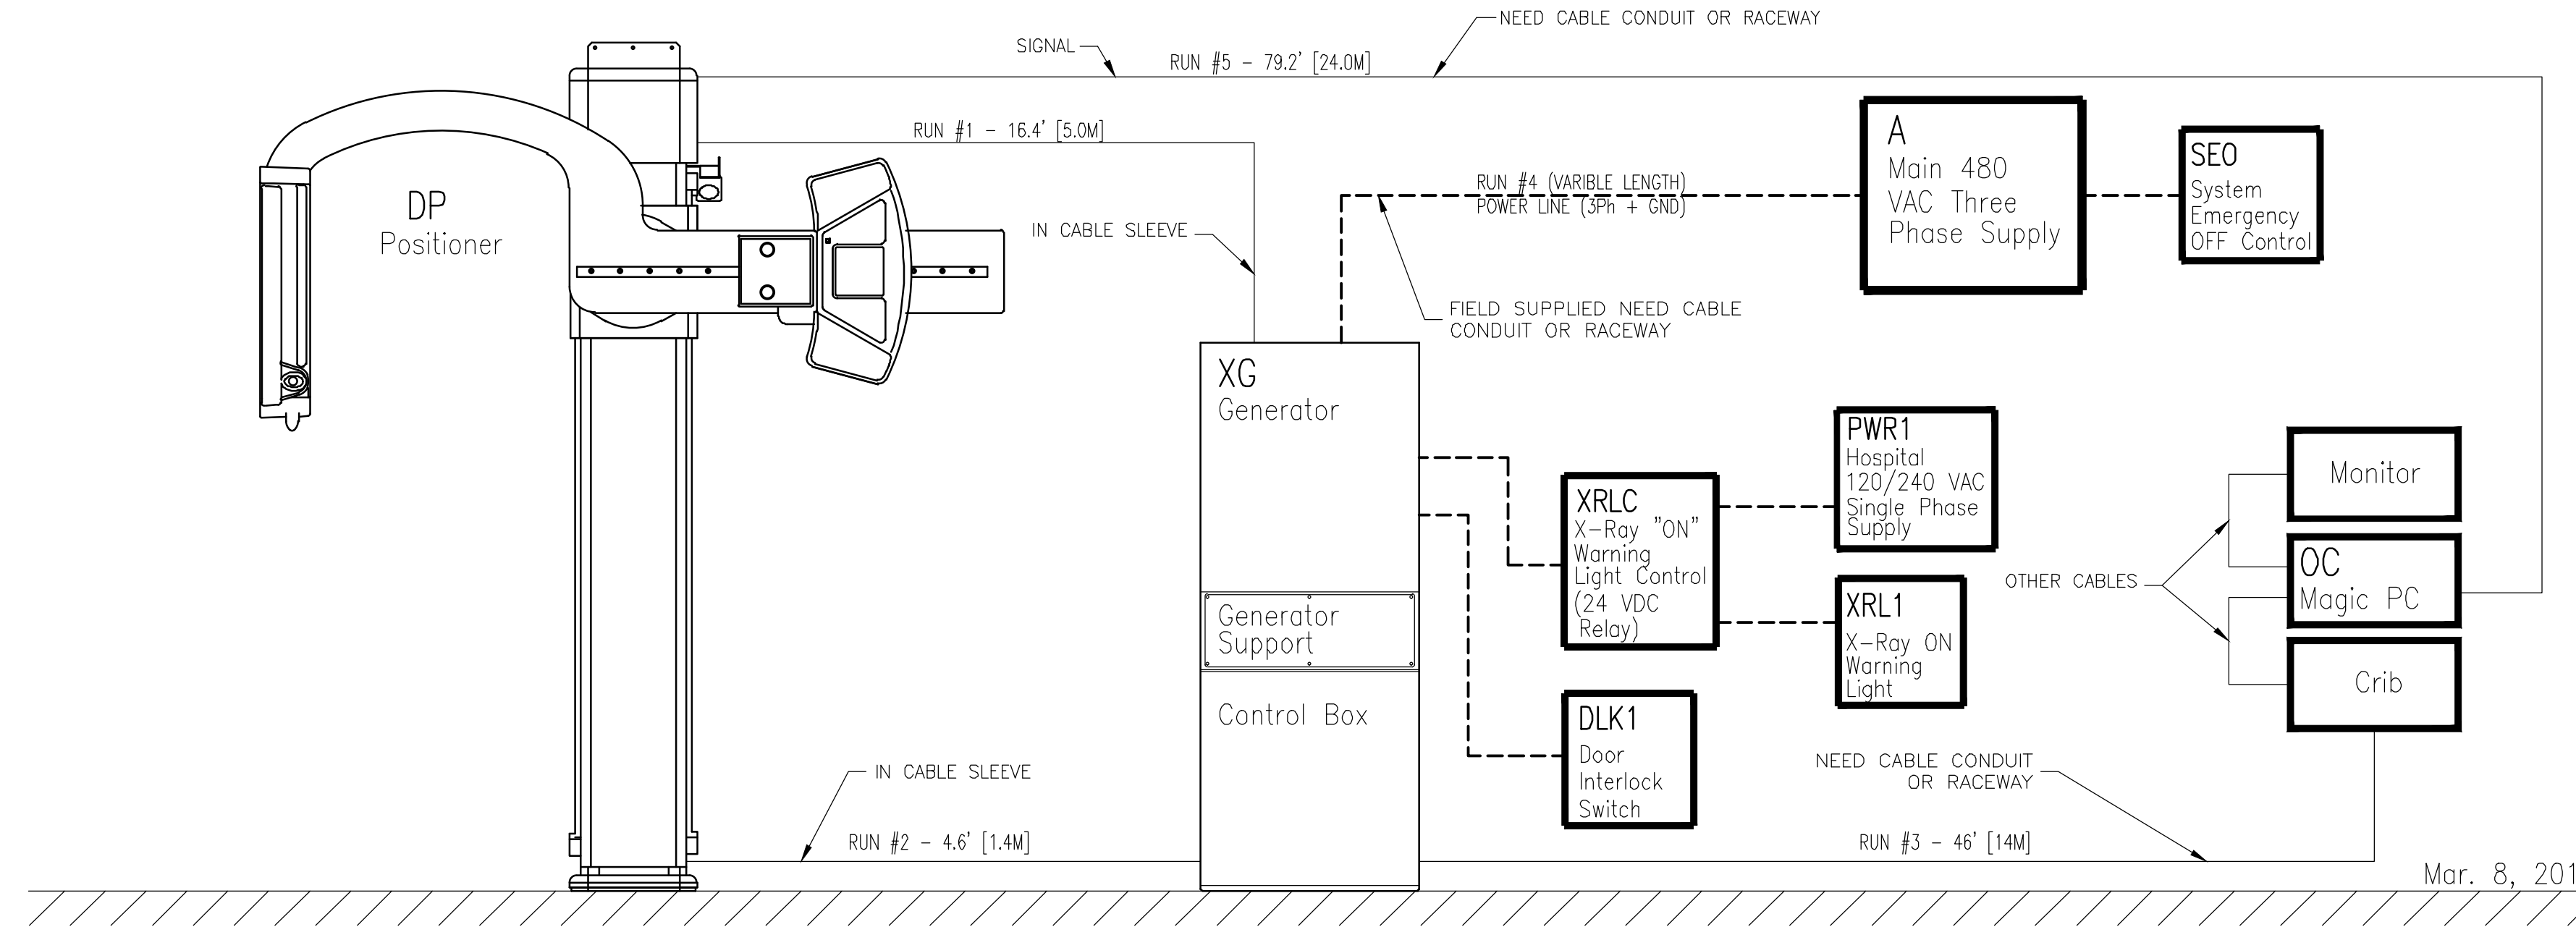 NEED CABLE CONDUIT OR RACEWAY
SIGNAL
RUN #5 - 79.2' [24.0M]
RUN #1 - 16.4' [5.0M]
DP
Positioner
IN CABLE SLEEVE
RUN #4 (VARIBLE LENGTH)
POWER LINE (3Ph + GND)
FIELD SUPPLIED NEED CABLE
CONDUIT OR RACEWAY
A
Main 480
VAC Three
Phase Supply
SEO
System
Emergency
OFF Control
XG
Generator
Generator
Support
Control Box
XRLC
X-Ray "ON"
Warning
Light Control
(24 VDC
Relay)
PWR1
Hospital
120/240 VAC
Single Phase
Supply
XRL1
X-Ray ON
Warning
Light
DLK1
Door
Interlock
Switch
OTHER CABLES
Monitor
OC
Magic PC
Crib
NEED CABLE CONDUIT
OR RACEWAY
IN CABLE SLEEVE
RUN #2 - 4.6' [1.4M]
RUN #3 - 46' [14M]
Mar. 8, 201